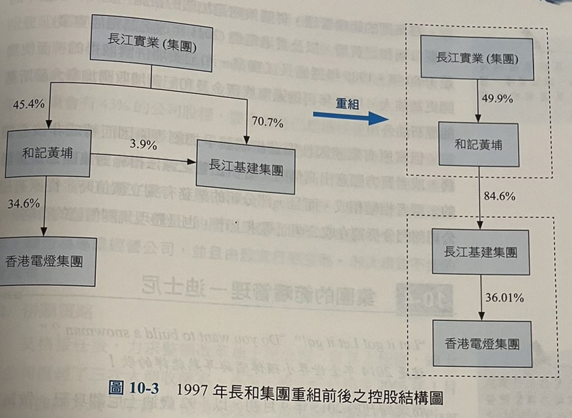 長江實業 (集團)
45.4%
70.7%
和記黃埔
3.9%
長江基建集團
34.6%
香港電燈集團
重組
長江實業 (集團)
49.9%
和記黃埔
84.6%
長江基建集團
36.01%
香港電燈集團
圖 10-3 1997 年長和集團重組前後之控股結構圖